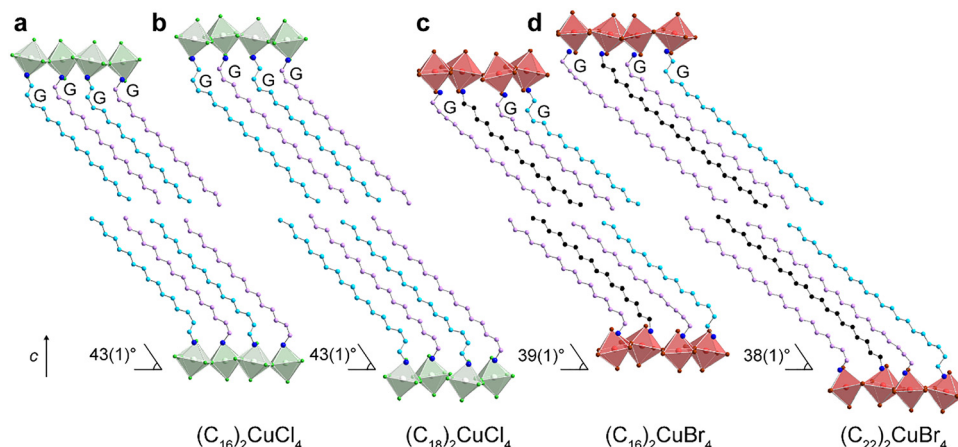 a b c d
G G G G
G G G G
G G G
G G G
c
43(1)° 43(1)° 39(1)° 38(1)°
(C₁₆)₂CuCl₄ (C₁₈)₂CuCl₄ (C₁₆)₂CuBr₄ (C₂₂)₂CuBr₄